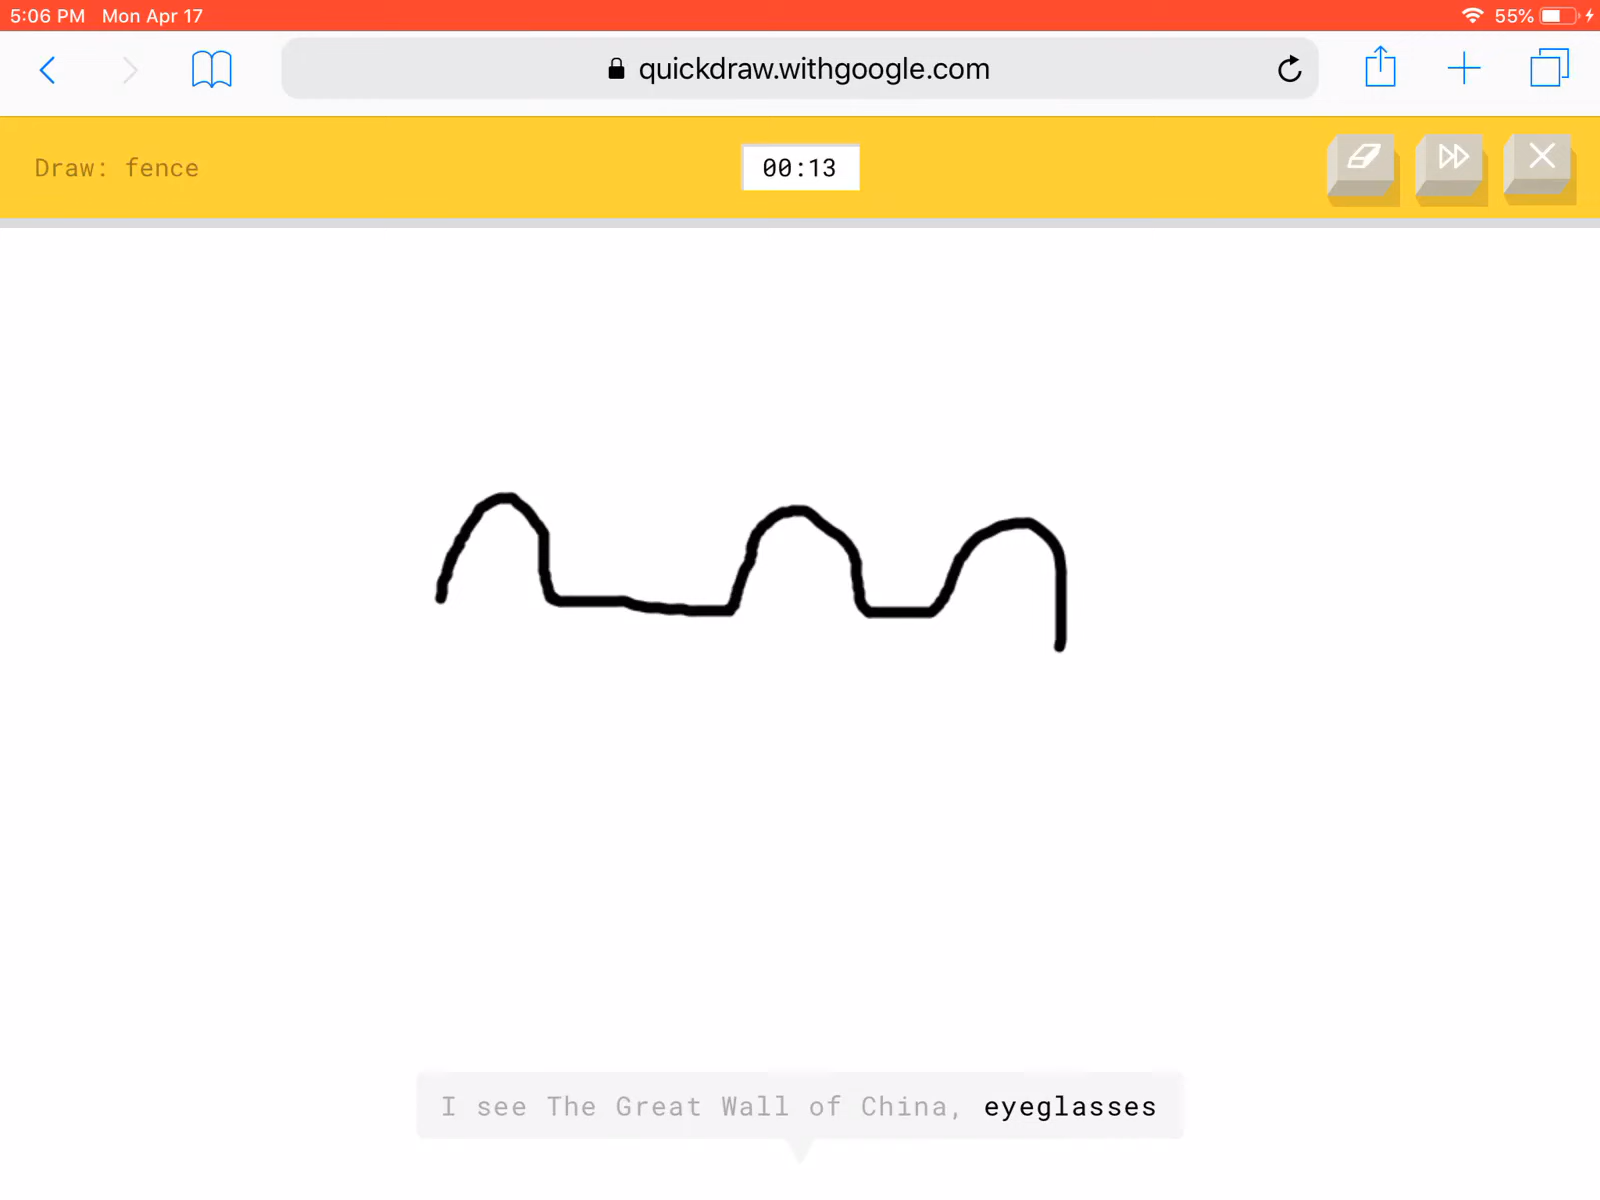 5:06 PM Mon Apr 17 55%
quickdraw.withgoogle.com
Draw: fence 00:13
I see The Great Wall of China, eyeglasses